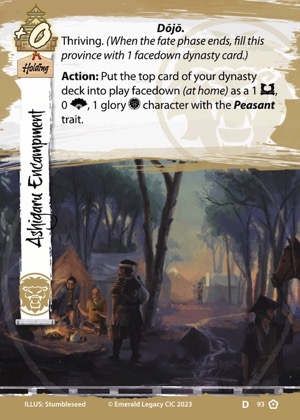 +0
Dōjō.
Holding
Thriving. (When the fate phase ends, fill this
province with 1 facedown dynasty card.)
Action: Put the top card of your dynasty
deck into play facedown (at home) as a 1
0 , 1 glory character with the Peasant
trait.
Ashigaru Encampment
ILLUS: Stumbleseed © Emerald Legacy CIC 2023 D 93